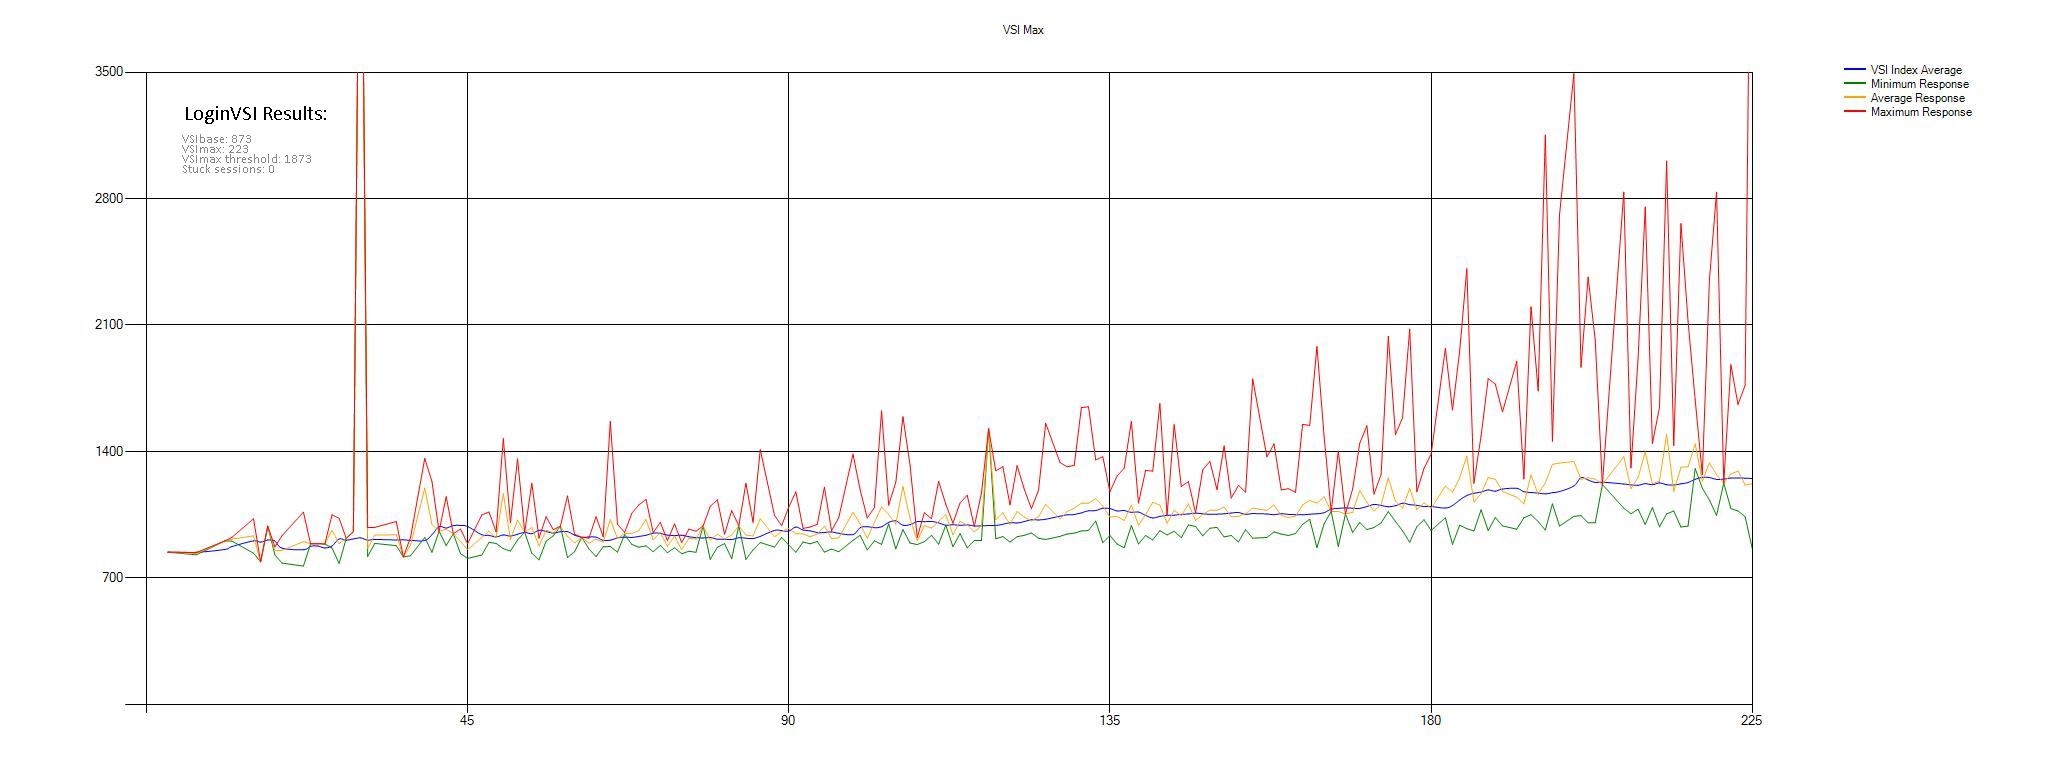 VSI Max
3500
2800
2100
1400
700
45
90
135
180
225
LoginVSI Results:
VSIbase: 873
VSImax: 223
VSImax threshold: 1873
Stuck sessions: 0
VSI Index Average
Minimum Response
Average Response
Maximum Response